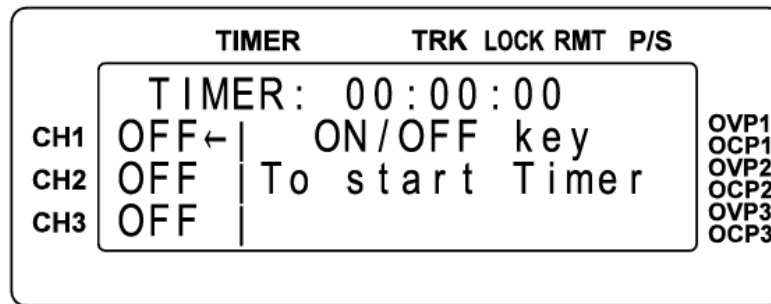 TIMER TRK LOCK RMT P/S
TIMER: 00:00:00
CH1 OFF← | ON/OFF key OVP1
OCP1
CH2 OFF | To start Timer OVP2
OCP2
CH3 OFF | OVP3
OCP3